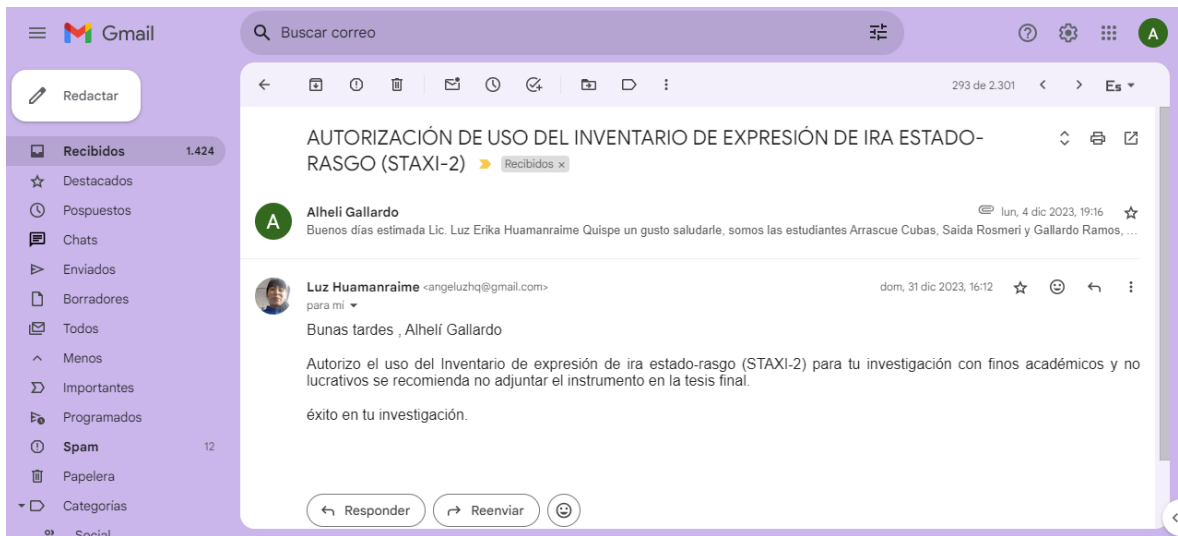 Gmail
Buscar correo
A
Redactar
293 de 2.301
Es
Recibidos 1.424
Destacados
Pospuestos
Chats
Enviados
Borradores
Todos
Menos
Importantes
Programados
Spam 12
Papelera
Categorías
Social
AUTORIZACIÓN DE USO DEL INVENTARIO DE EXPRESIÓN DE IRA ESTADO-
RASGO (STAXI-2) Recibidos ×
A
Alheli Gallardo lun, 4 dic 2023, 19:16
Buenos días estimada Lic. Luz Erika Huamanraime Quispe un gusto saludarle, somos las estudiantes Arrascue Cubas, Saida Rosmeri y Gallardo Ramos, ...
Luz Huamanraime <angeluzhq@gmail.com> dom, 31 dic 2023, 16:12
para mí
Bunas tardes , Alhelí Gallardo
Autorizo el uso del Inventario de expresión de ira estado-rasgo (STAXI-2) para tu investigación con finos académicos y no
lucrativos se recomienda no adjuntar el instrumento en la tesis final.
éxito en tu investigación.
Responder
Reenviar